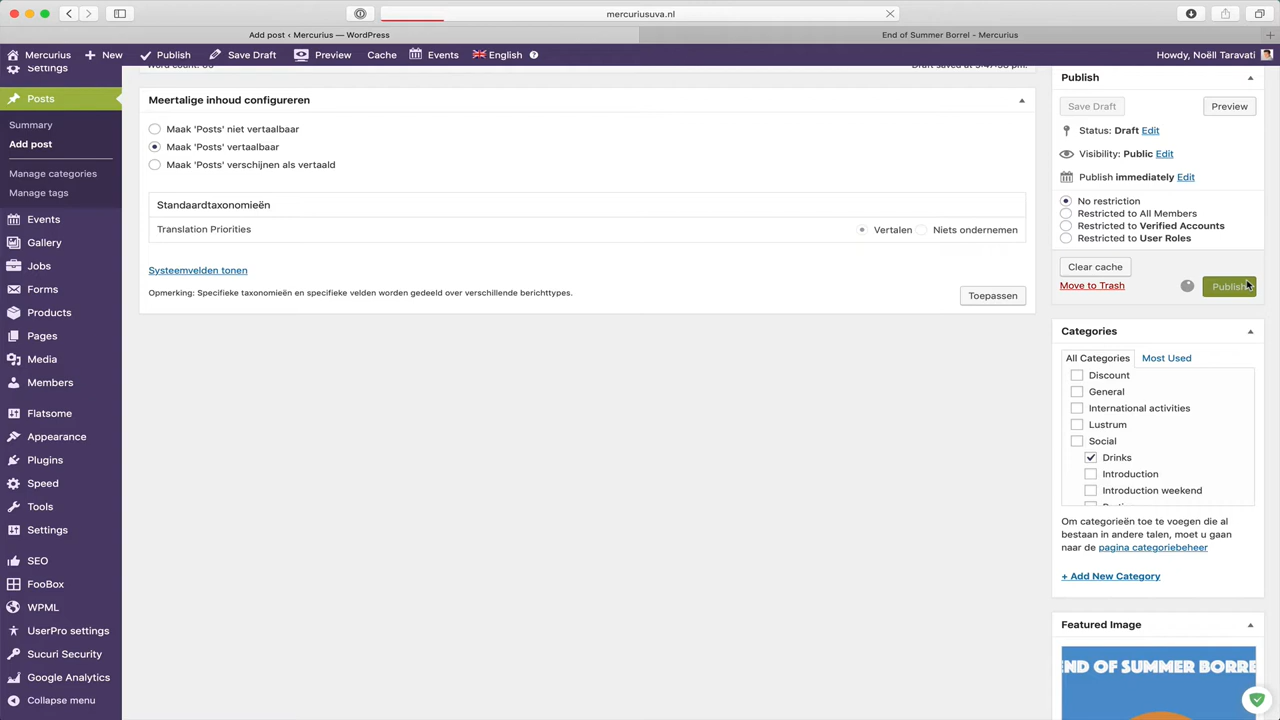 mercuriusuva.nl
Add post ‹ Mercurius — WordPress
End of Summer Borrel - Mercurius
Mercurius
New
Publish
Save Draft
Preview
Cache
Events
English
Howdy, Noëll Taravati
Settings
Posts
Summary
Add post
Manage categories
Manage tags
Events
Gallery
Jobs
Forms
Products
Pages
Media
Members
Flatsome
Appearance
Plugins
Speed
Tools
Settings
SEO
FooBox
WPML
UserPro settings
Sucuri Security
Google Analytics
Collapse menu
Meertalige inhoud configureren
Maak 'Posts' niet vertaalbaar
Maak 'Posts' vertaalbaar
Maak 'Posts' verschijnen als vertaald
Standaardtaxonomieën
Translation Priorities
Vertalen
Niets ondernemen
Systeemvelden tonen
Opmerking: Specifieke taxonomieën en specifieke velden worden gedeeld over verschillende berichttypes.
Toepassen
Publish
Save Draft
Preview
Status: Draft Edit
Visibility: Public Edit
Publish immediately Edit
No restriction
Restricted to All Members
Restricted to Verified Accounts
Restricted to User Roles
Clear cache
Move to Trash
Publish
Categories
All Categories
Most Used
Discount
General
International activities
Lustrum
Social
Drinks
Introduction
Introduction weekend
Om categorieën toe te voegen die al
bestaan in andere talen, moet u gaan
naar de pagina categoriebeheer
+ Add New Category
Featured Image
END OF SUMMER BORRE